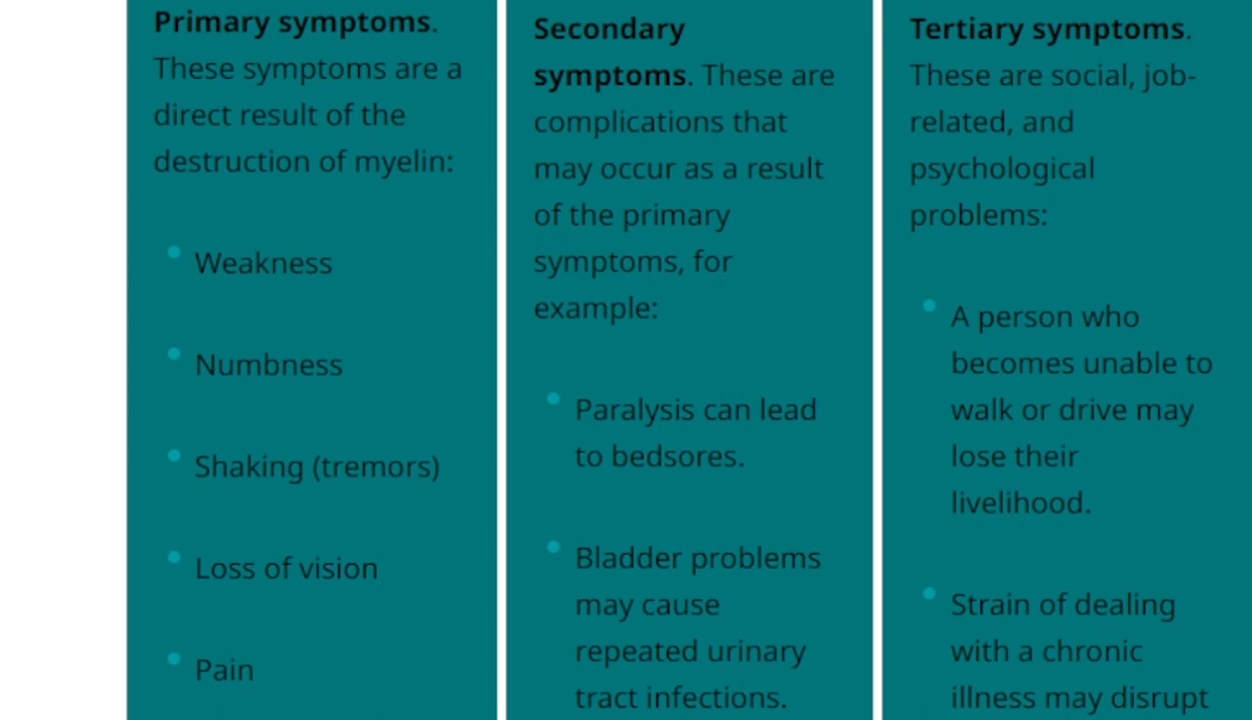 Primary symptoms.
These symptoms are a
direct result of the
destruction of myelin:
Weakness
Numbness
Shaking (tremors)
Loss of vision
Pain
Secondary
symptoms. These are
complications that
may occur as a result
of the primary
symptoms, for
example:
Paralysis can lead
to bedsores.
Bladder problems
may cause
repeated urinary
tract infections.
Tertiary symptoms.
These are social, job-
related, and
psychological
problems:
A person who
becomes unable to
walk or drive may
lose their
livelihood.
Strain of dealing
with a chronic
illness may disrupt